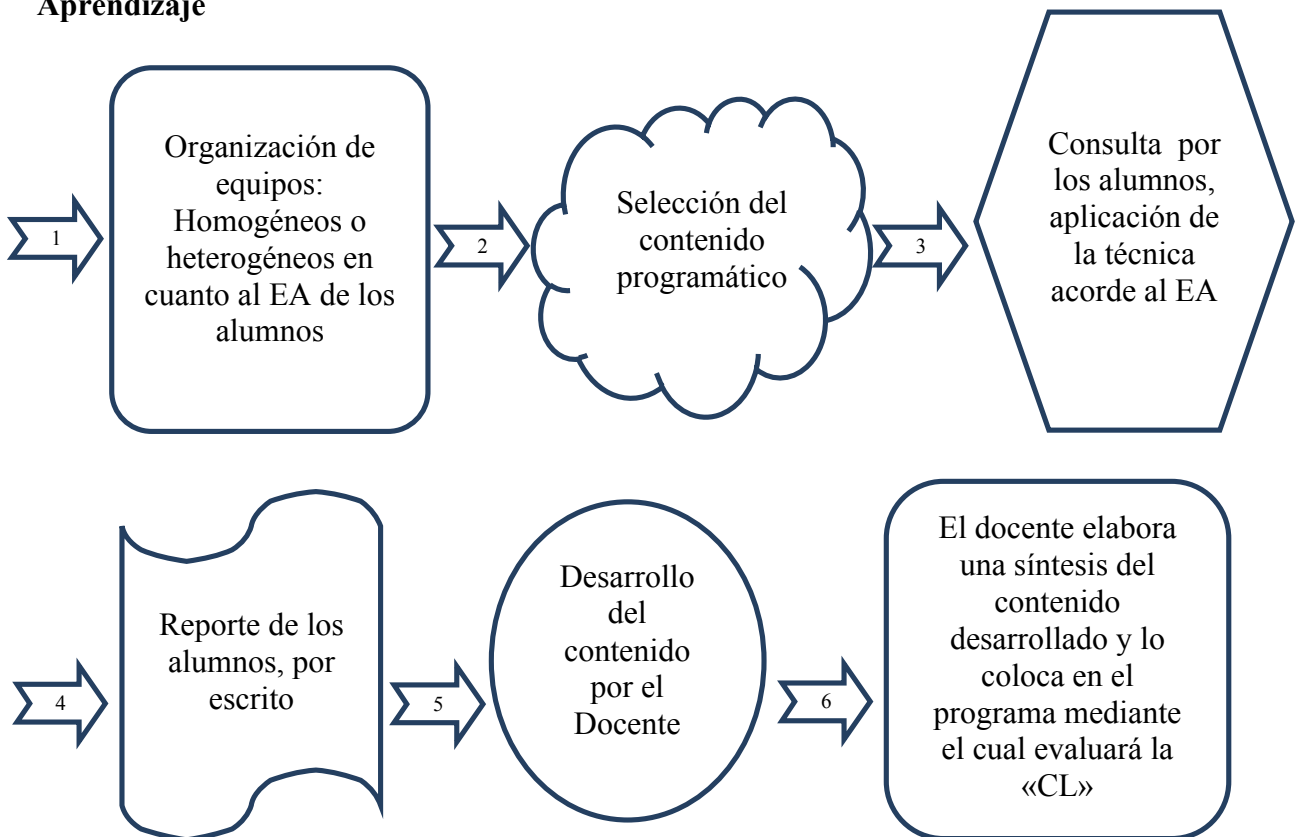 Aprendizaje
1
Organización de
equipos:
Homogéneos o
heterogéneos en
cuanto al EA de los
alumnos
2
Selección del
contenido
programático
3
Consulta por
los alumnos,
aplicación de
la técnica
acorde al EA
4
Reporte de los
alumnos, por
escrito
5
Desarrollo
del
contenido
por el
Docente
6
El docente elabora
una síntesis del
contenido
desarrollado y lo
coloca en el
programa mediante
el cual evaluará la
«CL»